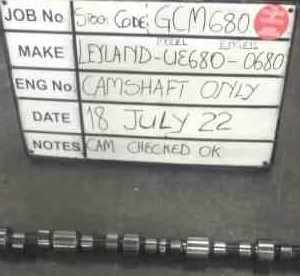 JOB No Stock Code: GCM680
MODEL ENGINE
MAKE LEYLAND-UE680-0680
ENG No. CAMSHAFT ONLY
DATE 18 JULY 22
NOTES CAM CHECKED OK